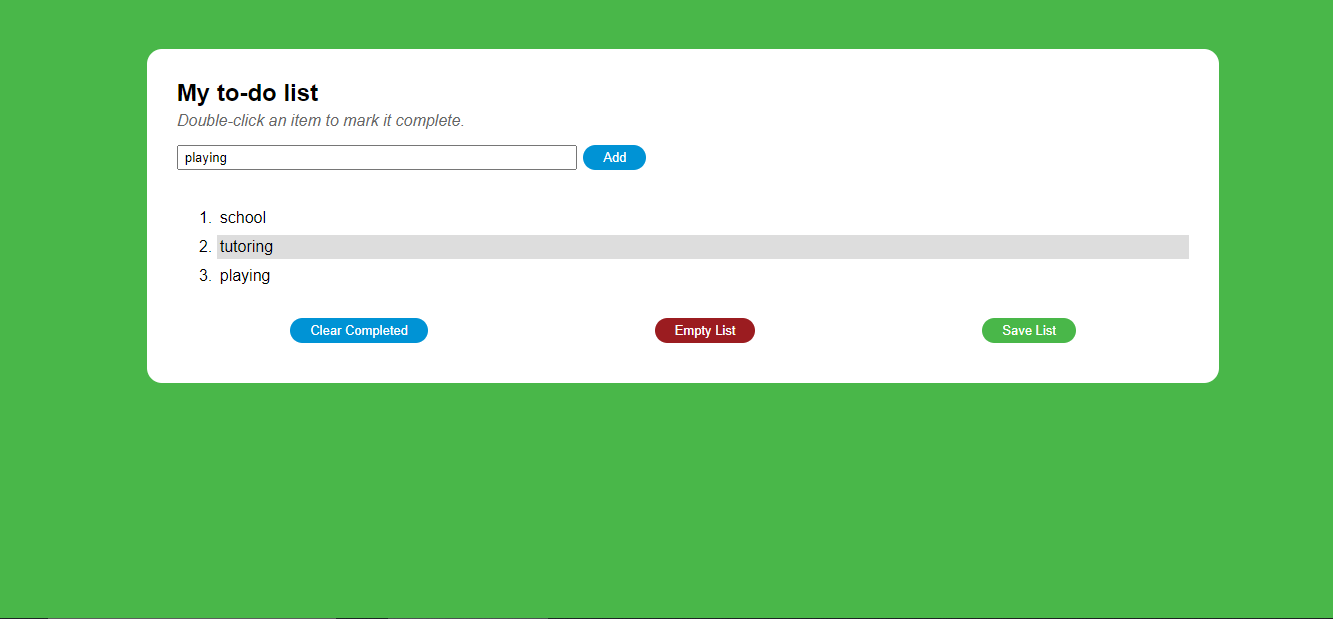 My to-do list
Double-click an item to mark it complete.
playing Add
1. school
2. tutoring
3. playing
Clear Completed Empty List Save List